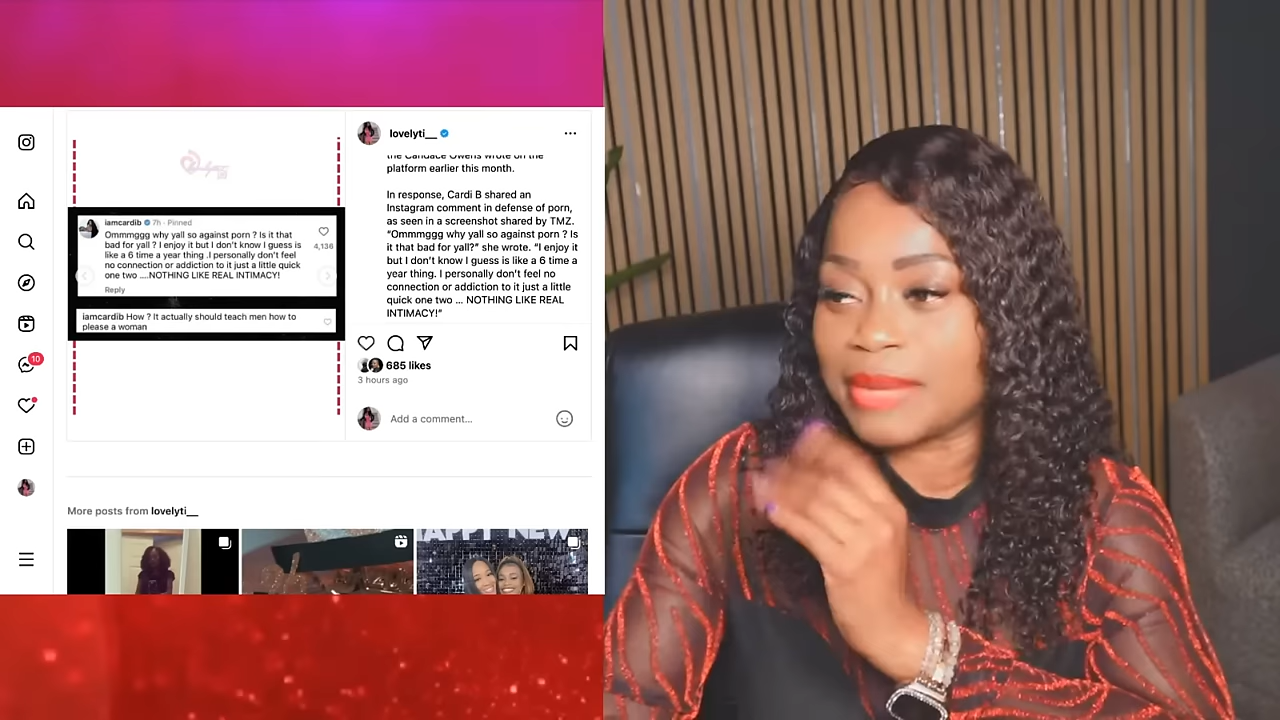 iamcardib 7h · Pinned
Ommmggg why yall so against porn ? Is it that
bad for yall ? I enjoy it but I don't know I guess is
like a 6 time a year thing .I personally don't feel
no connection or addiction to it just a little quick
one two ....NOTHING LIKE REAL INTIMACY!
4,136
Reply
iamcardib How ? It actually should teach men how to
please a woman
lovelyti__
the Candace Owens wrote on the
platform earlier this month.
In response, Cardi B shared an
Instagram comment in defense of porn,
as seen in a screenshot shared by TMZ.
“Ommmggg why yall so against porn ? Is
it that bad for yall?” she wrote. “I enjoy it
but I don’t know I guess is like a 6 time a
year thing. I personally don’t feel no
connection or addiction to it just a little
quick one two … NOTHING LIKE REAL
INTIMACY!”
685 likes
3 hours ago
Add a comment...
10
More posts from lovelyti__
HAPPY NEW